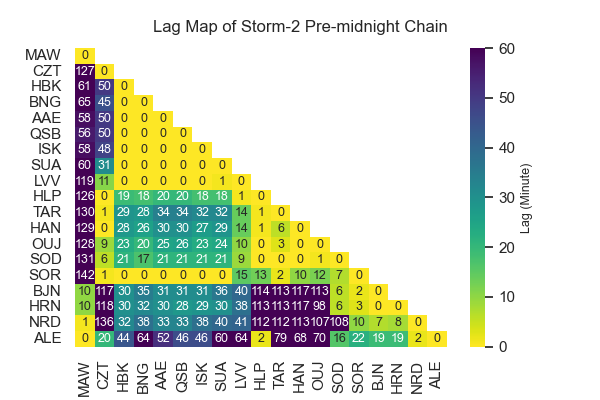 Lag Map of Storm-2 Pre-midnight Chain
MAW 0
CZT 127 0
HBK 61 50 0
BNG 65 45 0 0
AAE 58 50 0 0 0
QSB 56 50 0 0 0 0
ISK 58 48 0 0 0 0 0
SUA 60 31 0 0 0 0 0 0
LVV 119 11 0 0 0 0 0 1 0
HLP 126 0 19 18 20 20 18 18 1 0
TAR 130 1 29 28 34 34 32 32 14 1 0
HAN 129 0 28 26 30 30 27 29 14 1 6 0
OUJ 128 9 23 20 25 26 23 24 10 0 3 0 0
SOD 131 6 21 17 21 21 21 21 9 0 0 0 1 0
SOR 142 1 0 0 0 0 0 0 15 13 2 10 12 7 0
BJN 10 117 30 35 31 31 31 36 40 114 113 117 113 6 2 0
HRN 10 118 30 32 30 28 29 30 38 113 113 117 98 6 3 0 0
NRD 1 136 32 38 33 33 38 40 41 112 112 113 107 108 10 7 8 0
ALE 0 20 44 64 52 46 46 60 64 2 79 68 70 16 22 19 19 2 0
MAW CZT HBK BNG AAE QSB ISK SUA LVV HLP TAR HAN OUJ SOD SOR BJN HRN NRD ALE
60
50
40
30
20
10
0
Lag (Minute)